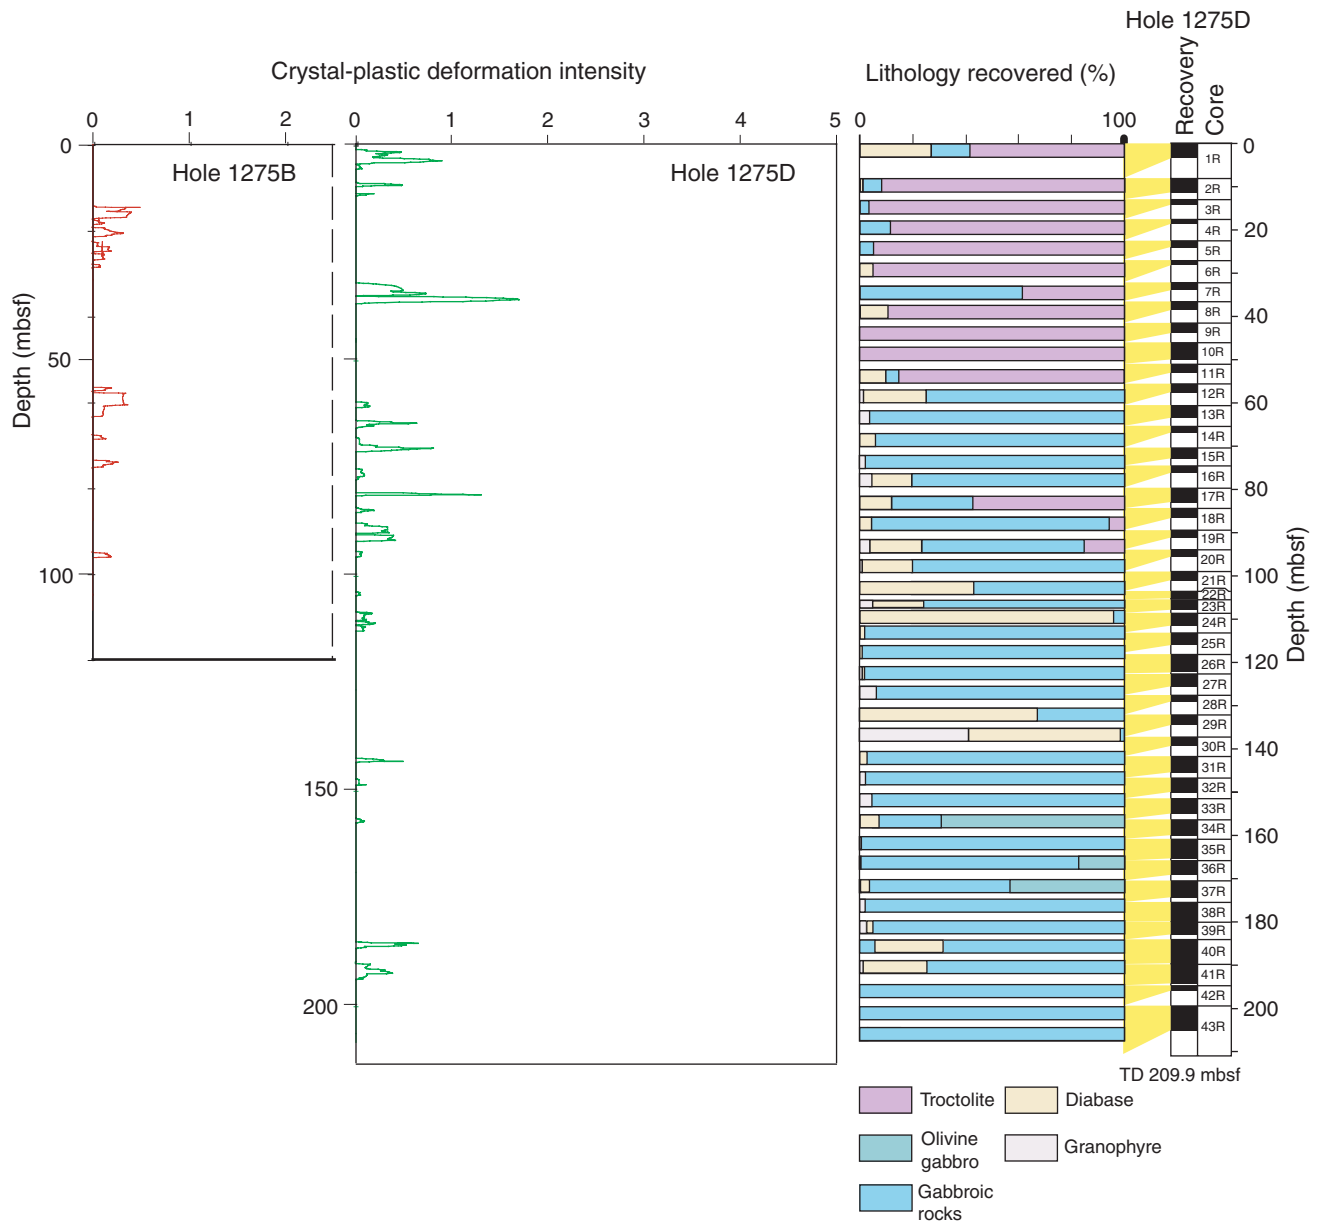 Hole 1275D
Crystal-plastic deformation intensity
Lithology recovered (%)
Recovery
Core
0 1 2
0 1 2 3 4 5
0 100
Hole 1275B
Hole 1275D
Depth (mbsf)
0
50
100
150
200
1R
2R
3R
4R
5R
6R
7R
8R
9R
10R
11R
12R
13R
14R
15R
16R
17R
18R
19R
20R
21R
22R
23R
24R
25R
26R
27R
28R
29R
30R
31R
32R
33R
34R
35R
36R
37R
38R
39R
40R
41R
42R
43R
0
20
40
60
80
100
120
140
160
180
200
Depth (mbsf)
TD 209.9 mbsf
Troctolite
Diabase
Olivine
gabbro
Granophyre
Gabbroic
rocks